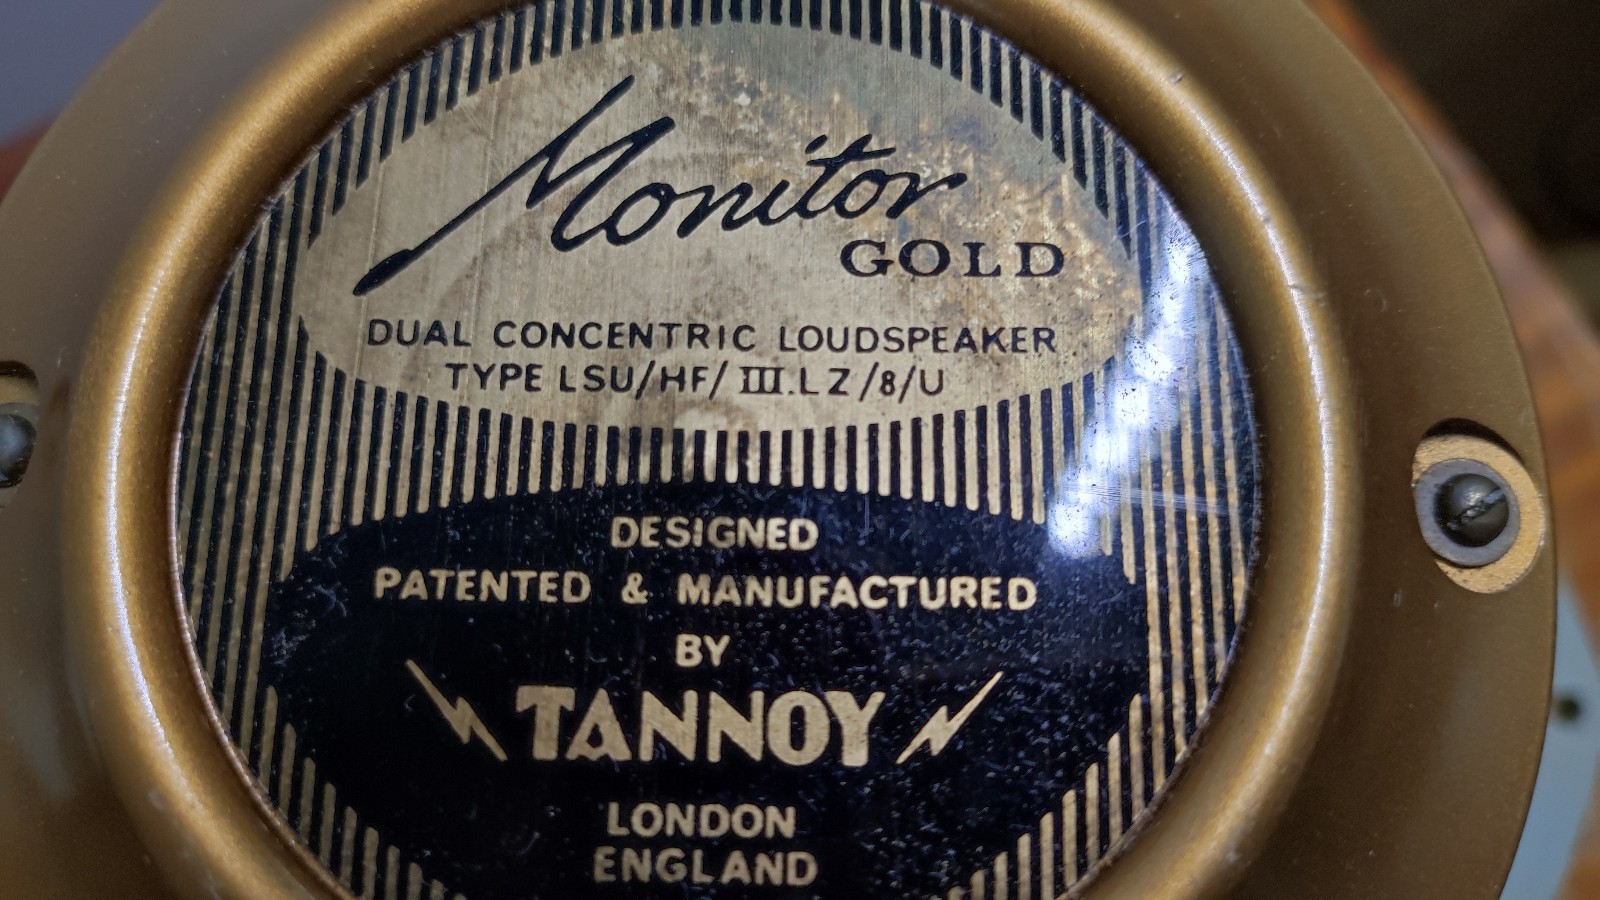 Monitor
GOLD
DUAL CONCENTRIC LOUDSPEAKER
TYPE LSU/HF/III.LZ/8/U
DESIGNED
PATENTED & MANUFACTURED
BY
TANNOY
LONDON
ENGLAND